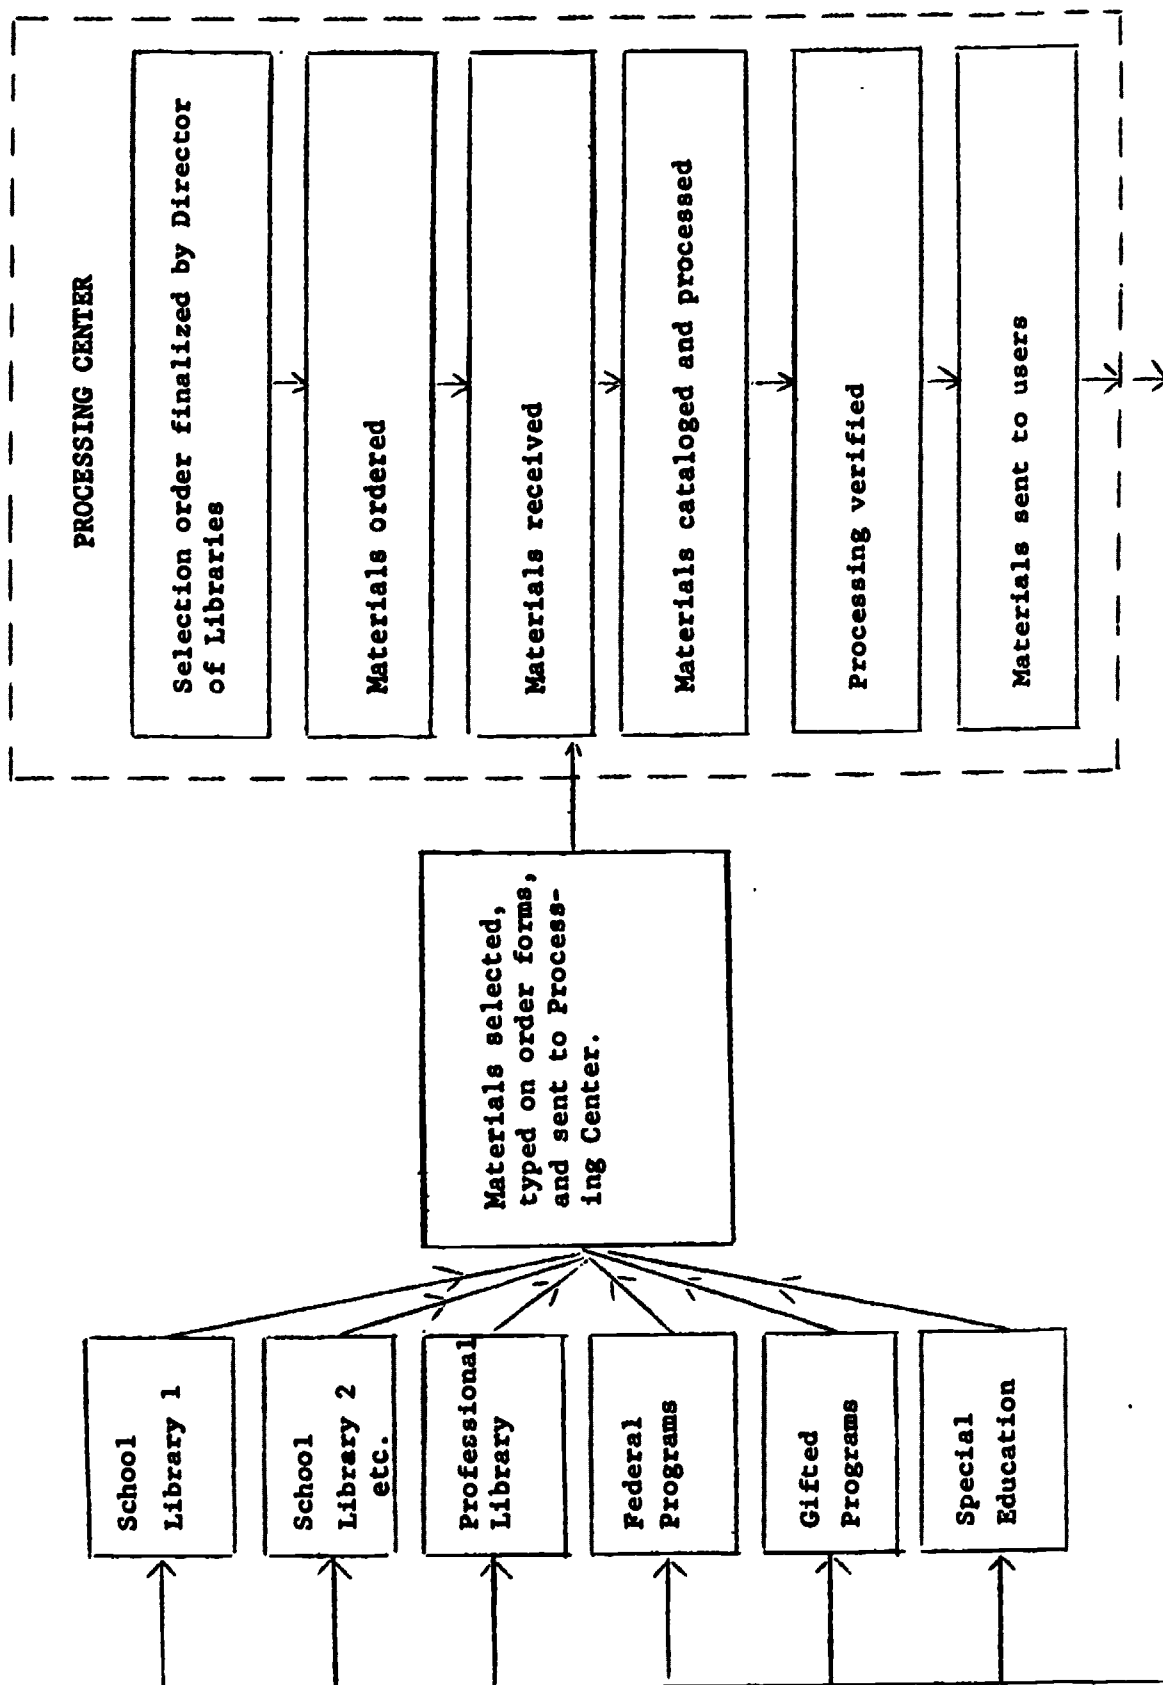 School
Library 1
School
Library 2
etc.
Professional
Library
Federal
Programs
Gifted
Programs
Special
Education
Materials selected,
typed on order forms,
and sent to Process-
ing Center.
PROCESSING CENTER
Selection order finalized by Director
of Libraries
Materials ordered
Materials received
Materials cataloged and processed
Processing verified
Materials sent to users